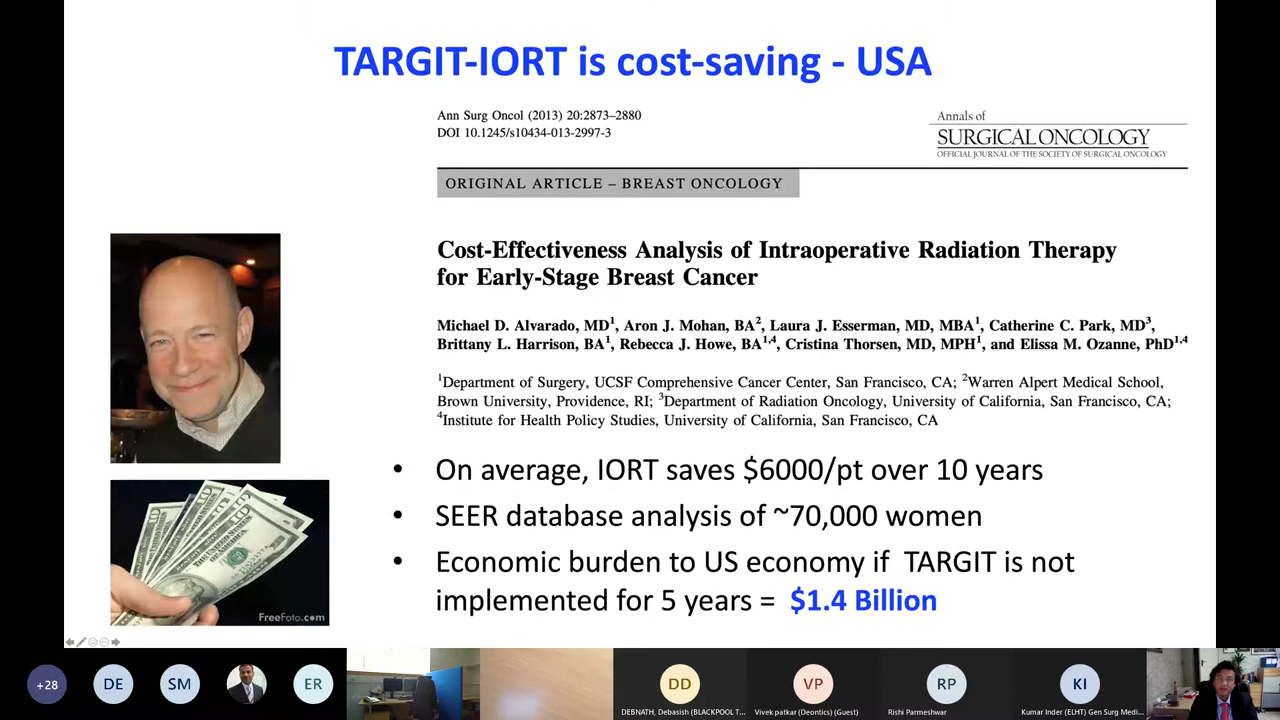 TARGIT-IORT is cost-saving - USA
Ann Surg Oncol (2013) 20:2873–2880
DOI 10.1245/s10434-013-2997-3
Annals of
SURGICAL ONCOLOGY
OFFICIAL JOURNAL OF THE SOCIETY OF SURGICAL ONCOLOGY
ORIGINAL ARTICLE – BREAST ONCOLOGY
Cost-Effectiveness Analysis of Intraoperative Radiation Therapy
for Early-Stage Breast Cancer
Michael D. Alvarado, MD1, Aron J. Mohan, BA2, Laura J. Esserman, MD, MBA1, Catherine C. Park, MD3,
Brittany L. Harrison, BA1, Rebecca J. Howe, BA1,4, Cristina Thorsen, MD, MPH1, and Elissa M. Ozanne, PhD1,4
1Department of Surgery, UCSF Comprehensive Cancer Center, San Francisco, CA; 2Warren Alpert Medical School,
Brown University, Providence, RI; 3Department of Radiation Oncology, University of California, San Francisco, CA;
4Institute for Health Policy Studies, University of California, San Francisco, CA
• On average, IORT saves $6000/pt over 10 years
• SEER database analysis of ~70,000 women
• Economic burden to US economy if TARGIT is not
implemented for 5 years = $1.4 Billion
FreeFoto.com
+28
DE
SM
ER
DD
DEBNATH, Debasish (BLACKPOOL T...
VP
Vivek patkar (Deontics) (Guest)
RP
Rishi Parmeshwar
KI
Kumar Inder (ELHT) Gen Surg Medi...